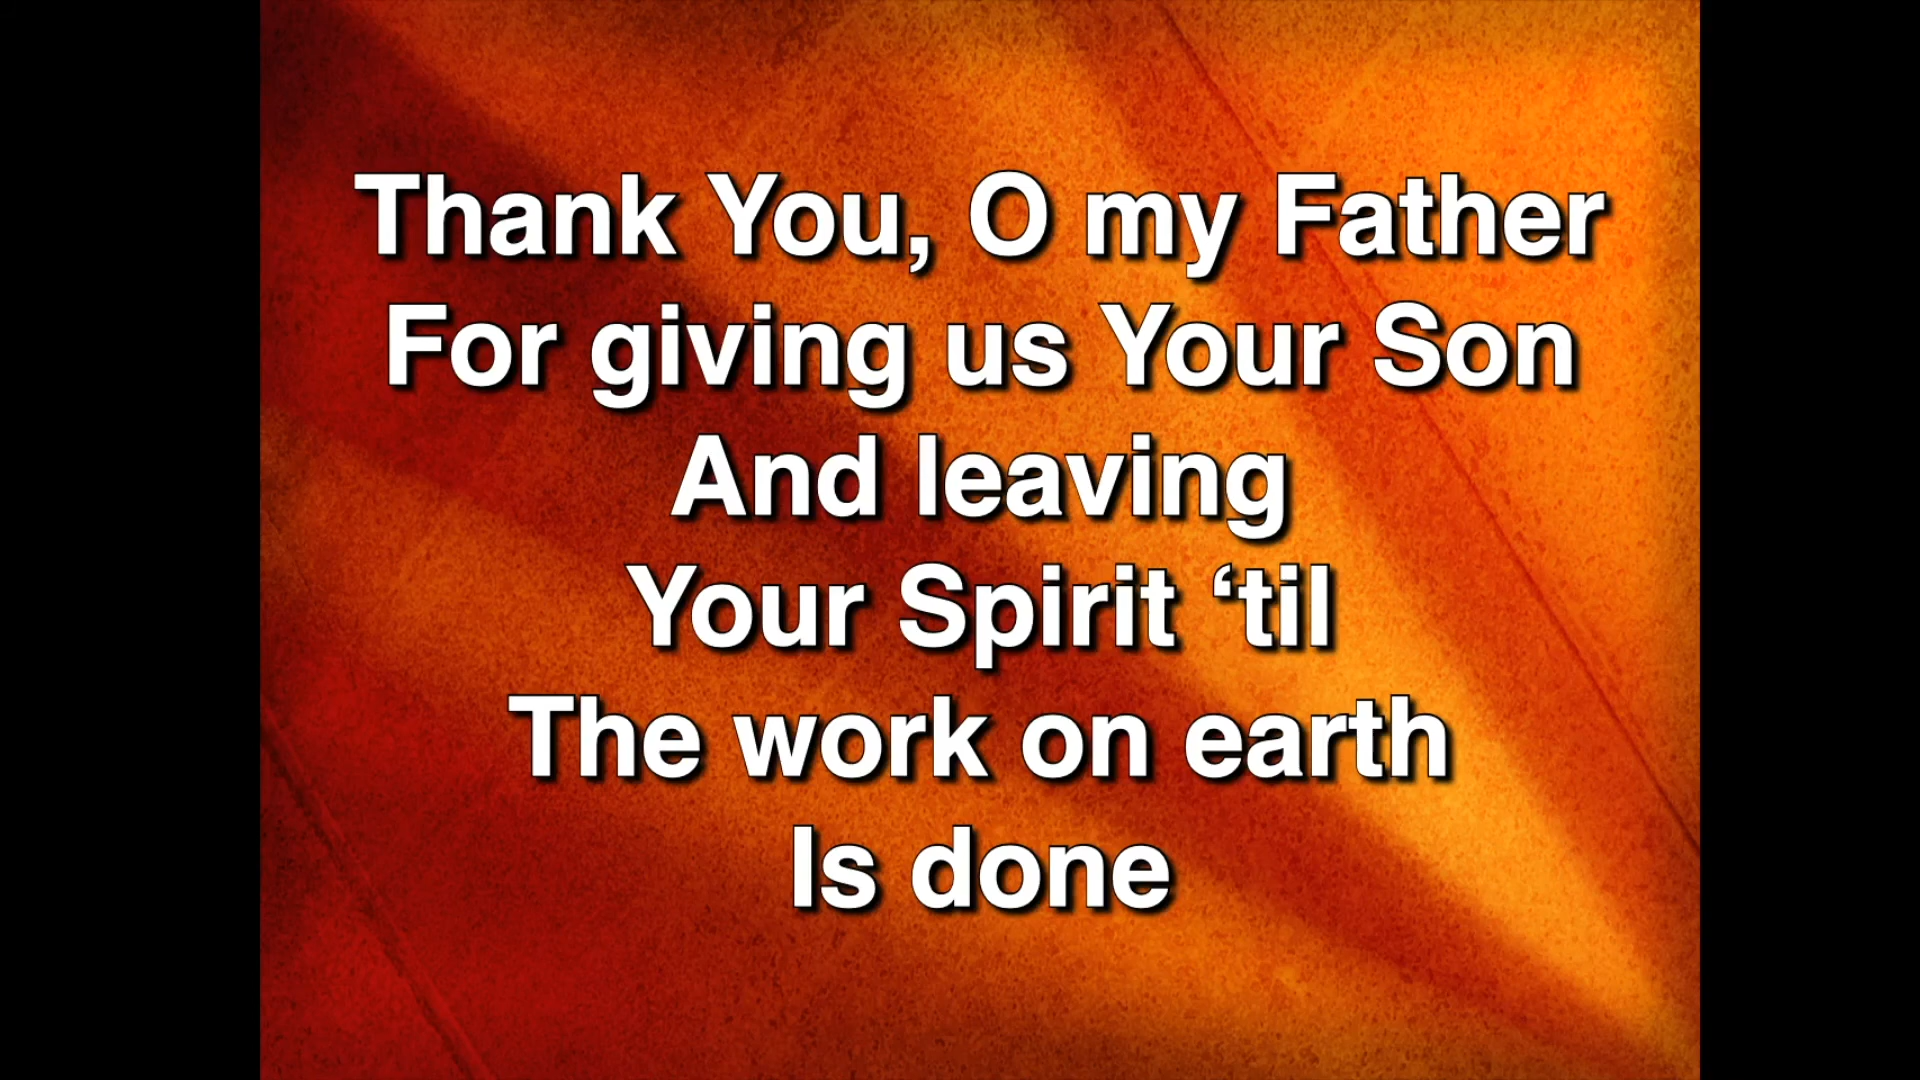 Thank You, O my Father
For giving us Your Son
And leaving
Your Spirit ‘til
The work on earth
Is done